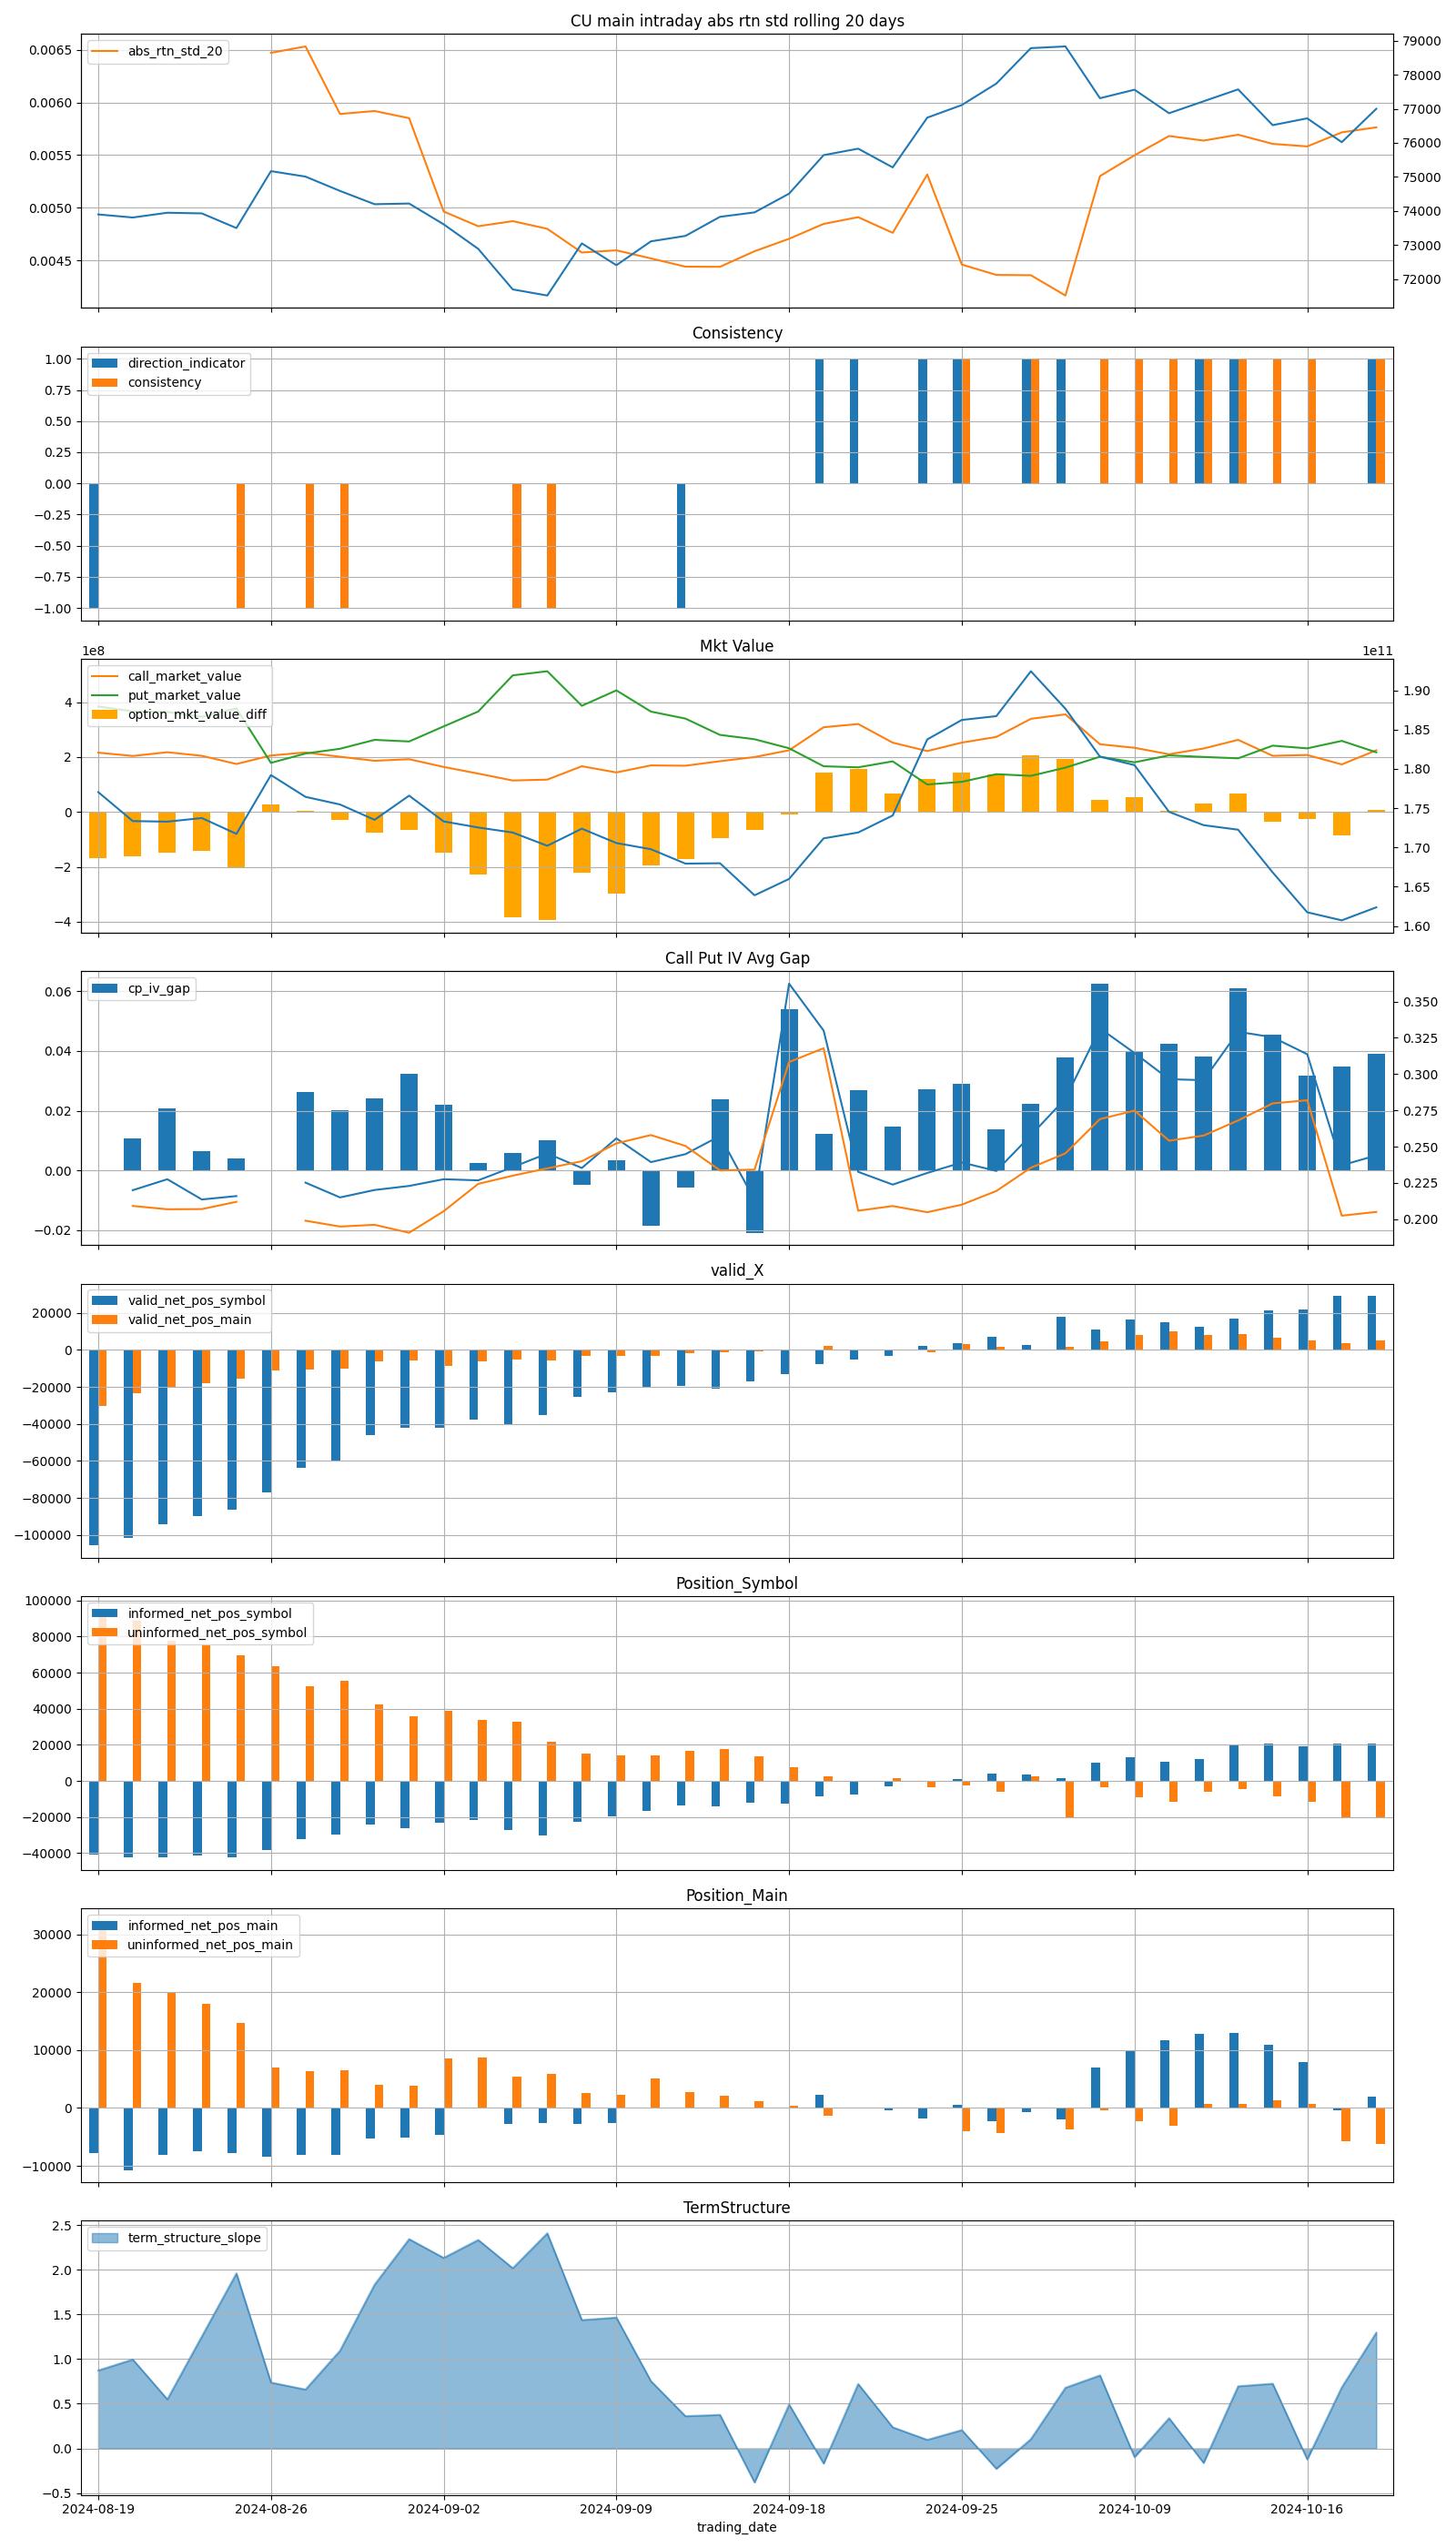 CU main intraday abs rtn std rolling 20 days
abs_rtn_std_20
0.0065
0.0060
0.0055
0.0050
0.0045
79000
78000
77000
76000
75000
74000
73000
72000
Consistency
direction_indicator
consistency
1.00
0.75
0.50
0.25
0.00
−0.25
−0.50
−0.75
−1.00
Mkt Value
1e8
1e11
call_market_value
put_market_value
option_mkt_value_diff
4
2
0
−2
−4
1.90
1.85
1.80
1.75
1.70
1.65
1.60
Call Put IV Avg Gap
cp_iv_gap
0.06
0.04
0.02
0.00
−0.02
0.350
0.325
0.300
0.275
0.250
0.225
0.200
valid_X
valid_net_pos_symbol
valid_net_pos_main
20000
0
−20000
−40000
−60000
−80000
−100000
Position_Symbol
informed_net_pos_symbol
uninformed_net_pos_symbol
100000
80000
60000
40000
20000
0
−20000
−40000
Position_Main
informed_net_pos_main
uninformed_net_pos_main
30000
20000
10000
0
−10000
TermStructure
term_structure_slope
2.5
2.0
1.5
1.0
0.5
0.0
−0.5
2024-08-19 2024-08-26 2024-09-02 2024-09-09 2024-09-18 2024-09-25 2024-10-09 2024-10-16
trading_date